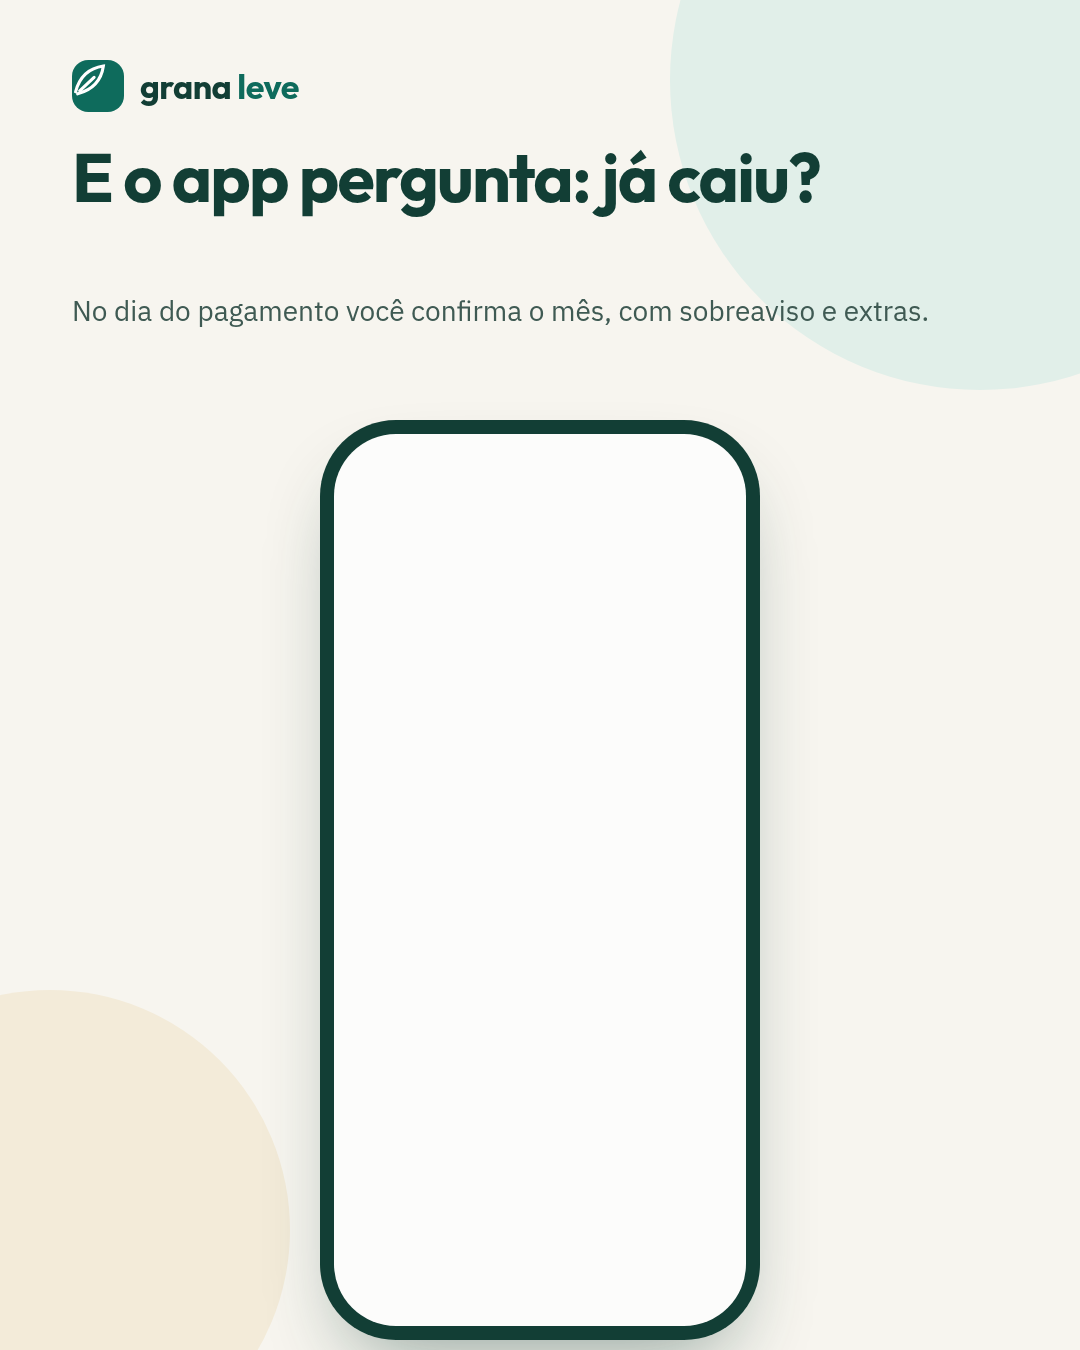 grana leve
E o app pergunta: já caiu?
No dia do pagamento você confirma o mês, com sobreaviso e extras.